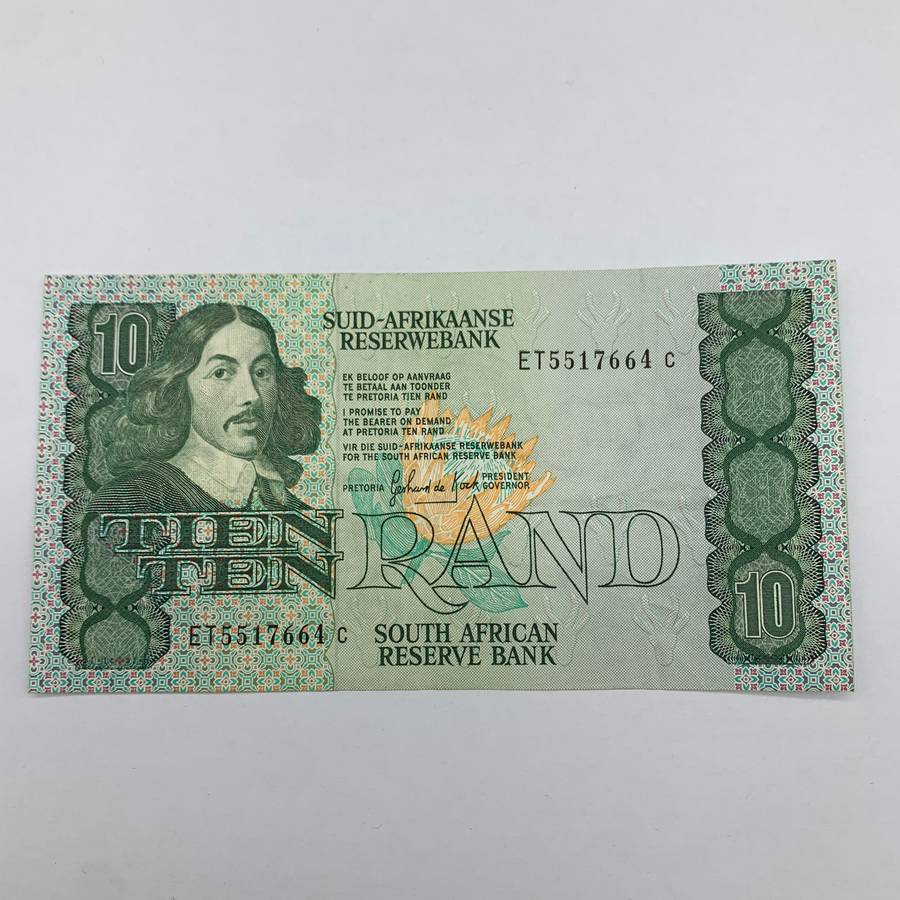 10
SUID-AFRIKAANSE
RESERWEBANK
ET5517664 C
EK BELOOF OP AANVRAAG
TE BETAAL AAN TOONDER
TE PRETORIA TIEN RAND
I PROMISE TO PAY
THE BEARER ON DEMAND
AT PRETORIA TEN RAND
VIR DIE SUID-AFRIKAANSE RESERWEBANK
FOR THE SOUTH AFRICAN RESERVE BANK
PRETORIA Gerhard de Kock PRESIDENT
GOVERNOR
TIEN RAND
TEN
10
ET5517664 C
SOUTH AFRICAN
RESERVE BANK